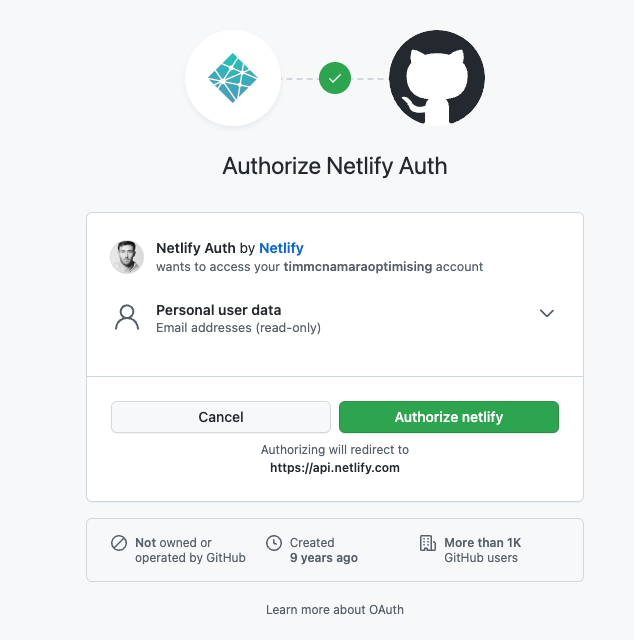 Authorize Netlify Auth
Netlify Auth by Netlify
wants to access your timmcnamaraoptimising account
Personal user data
Email addresses (read-only)
Cancel
Authorize netlify
Authorizing will redirect to
https://api.netlify.com
Not owned or
operated by GitHub
Created
9 years ago
More than 1K
GitHub users
Learn more about OAuth